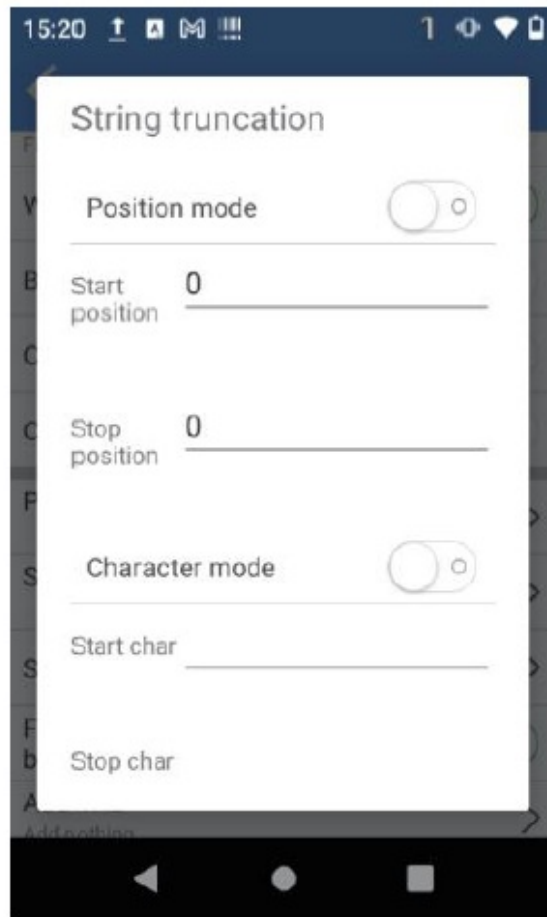 15:20
1
String truncation
Position mode
Start
position
0
Stop
position
0
Character mode
Start char
Stop char
Add nothing